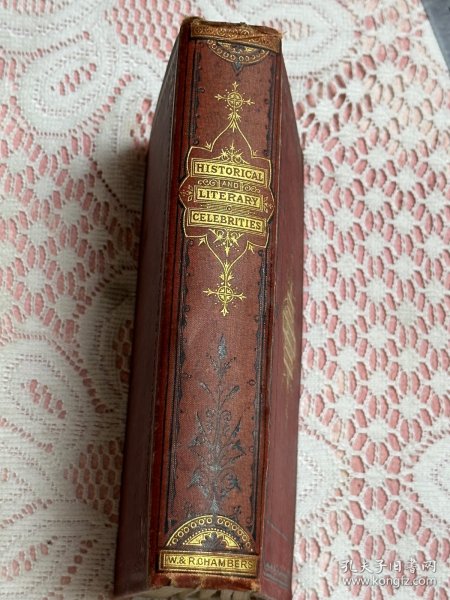 HISTORICAL
AND
LITERARY
CELEBRITIES
W. & R. CHAMBERS
孔夫子旧书网
www.kongfz.com